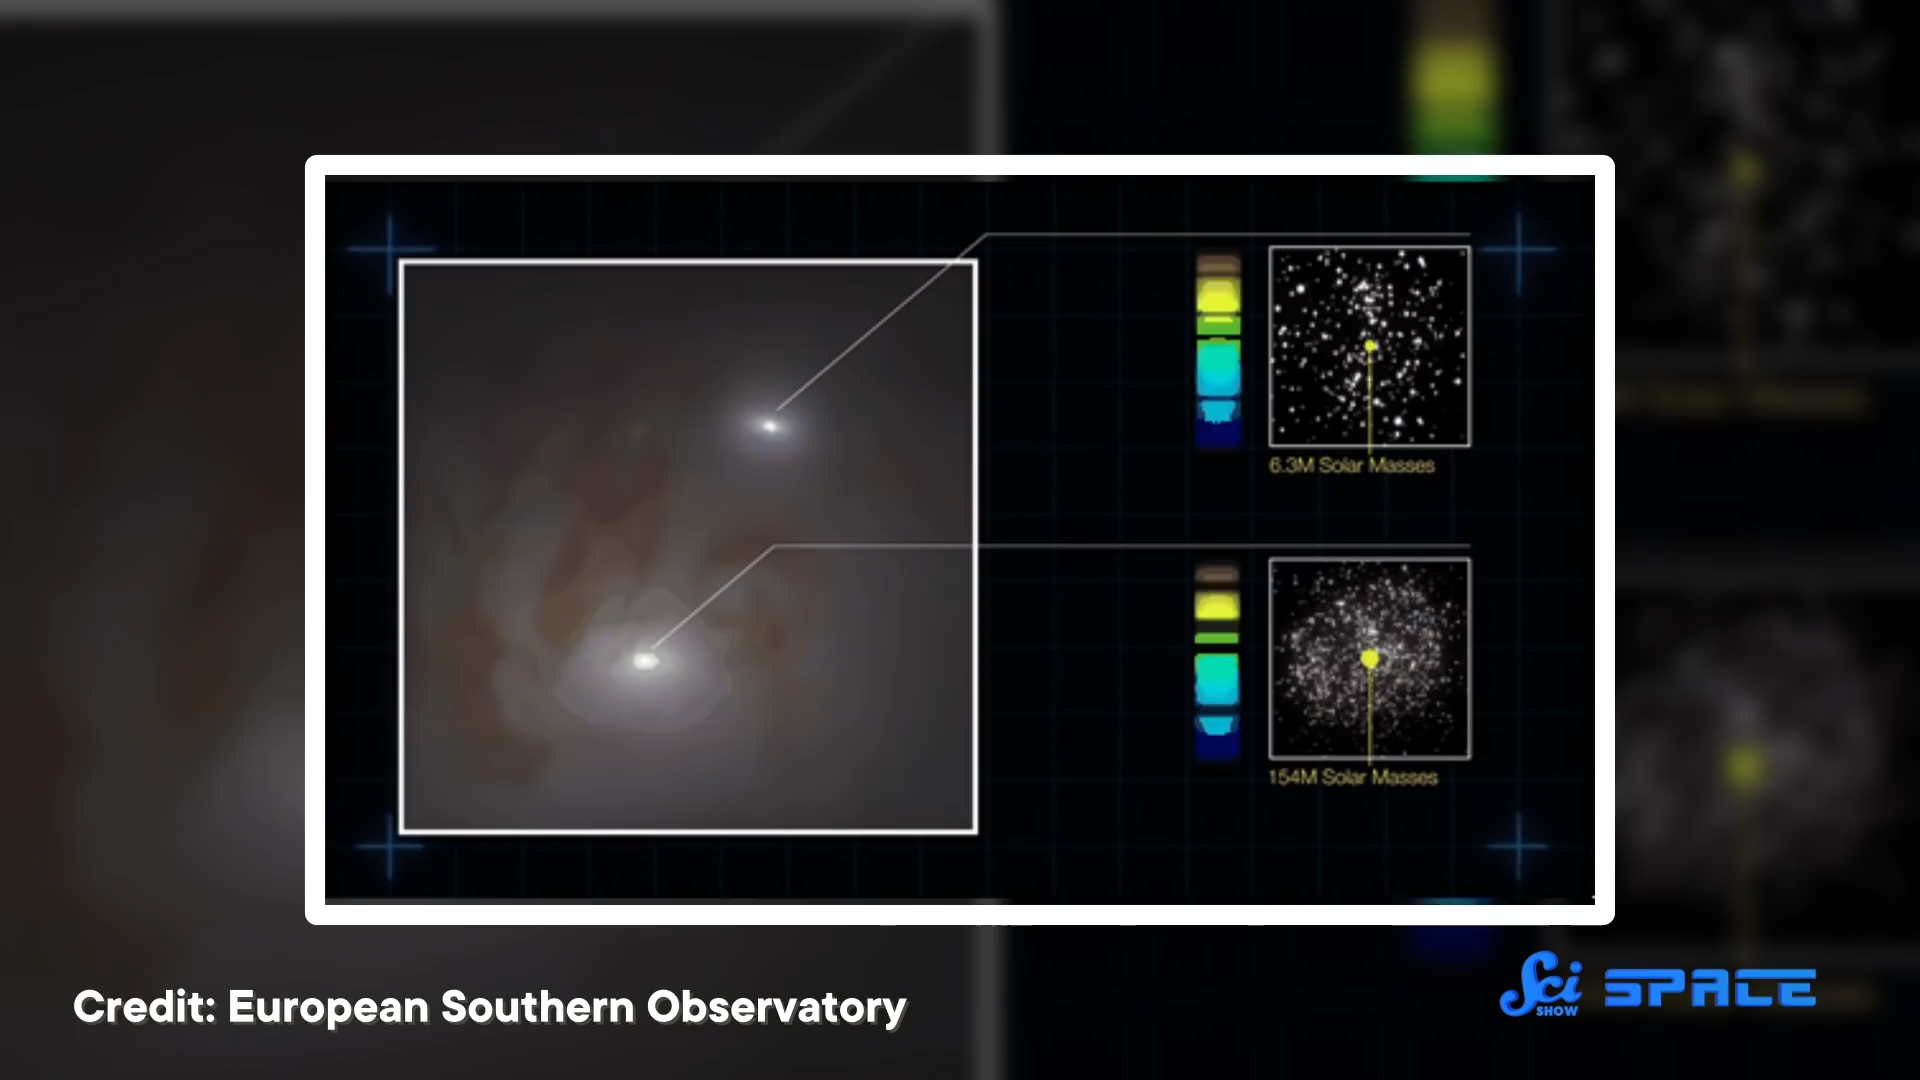 6.3M Solar Masses
154M Solar Masses
Credit: European Southern Observatory
Sci SHOW SPACE